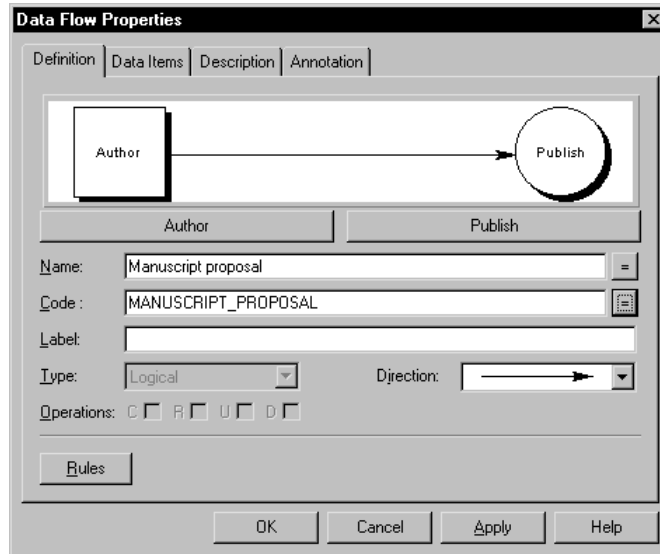 Data Flow Properties
Definition Data Items Description Annotation
Author Publish
Author Publish
Name: Manuscript proposal =
Code : MANUSCRIPT_PROPOSAL =
Label:
Type: Logical Direction:
Operations: C R U D
Rules
OK Cancel Apply Help